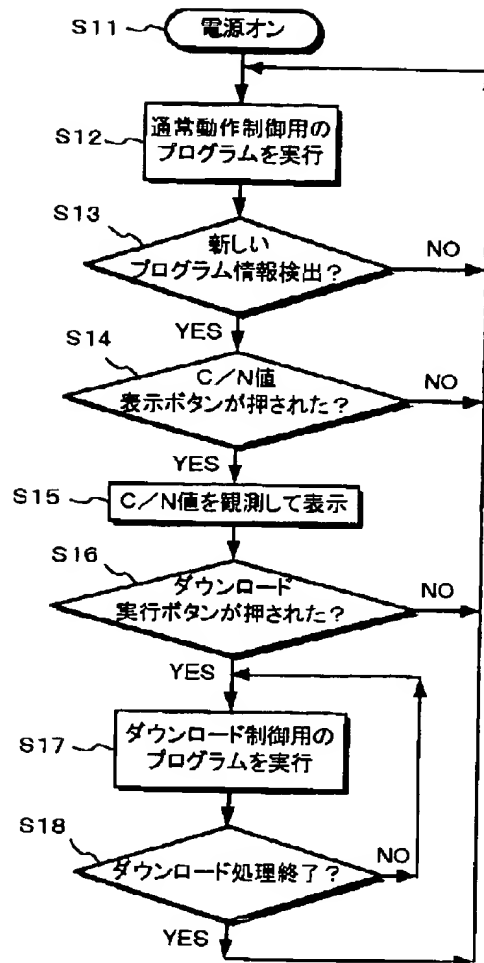 S11
電源オン
S12
通常動作制御用の
プログラムを実行
S13
新しい
プログラム情報検出？
NO
YES
S14
C／N値
表示ボタンが押された？
NO
YES
S15
C／N値を観測して表示
S16
ダウンロード
実行ボタンが押された？
NO
YES
S17
ダウンロード制御用の
プログラムを実行
S18
ダウンロード処理終了？
NO
YES